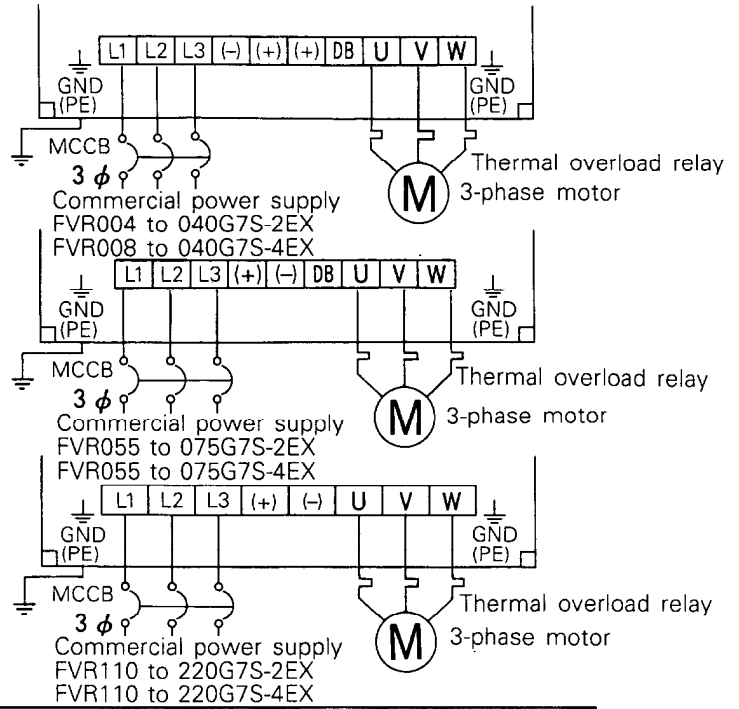 L1 L2 L3 (-) (+) (+) DB U V W
GND GND
(PE) (PE)
MCCB
Thermal overload relay
3 ϕ M 3-phase motor
Commercial power supply
FVR004 to 040G7S-2EX
FVR008 to 040G7S-4EX
L1 L2 L3 (+) (-) DB U V W
GND GND
(PE) (PE)
MCCB
Thermal overload relay
3 ϕ M 3-phase motor
Commercial power supply
FVR055 to 075G7S-2EX
FVR055 to 075G7S-4EX
L1 L2 L3 (+) (-) U V W
GND GND
(PE) (PE)
MCCB
Thermal overload relay
3 ϕ M 3-phase motor
Commercial power supply
FVR110 to 220G7S-2EX
FVR110 to 220G7S-4EX